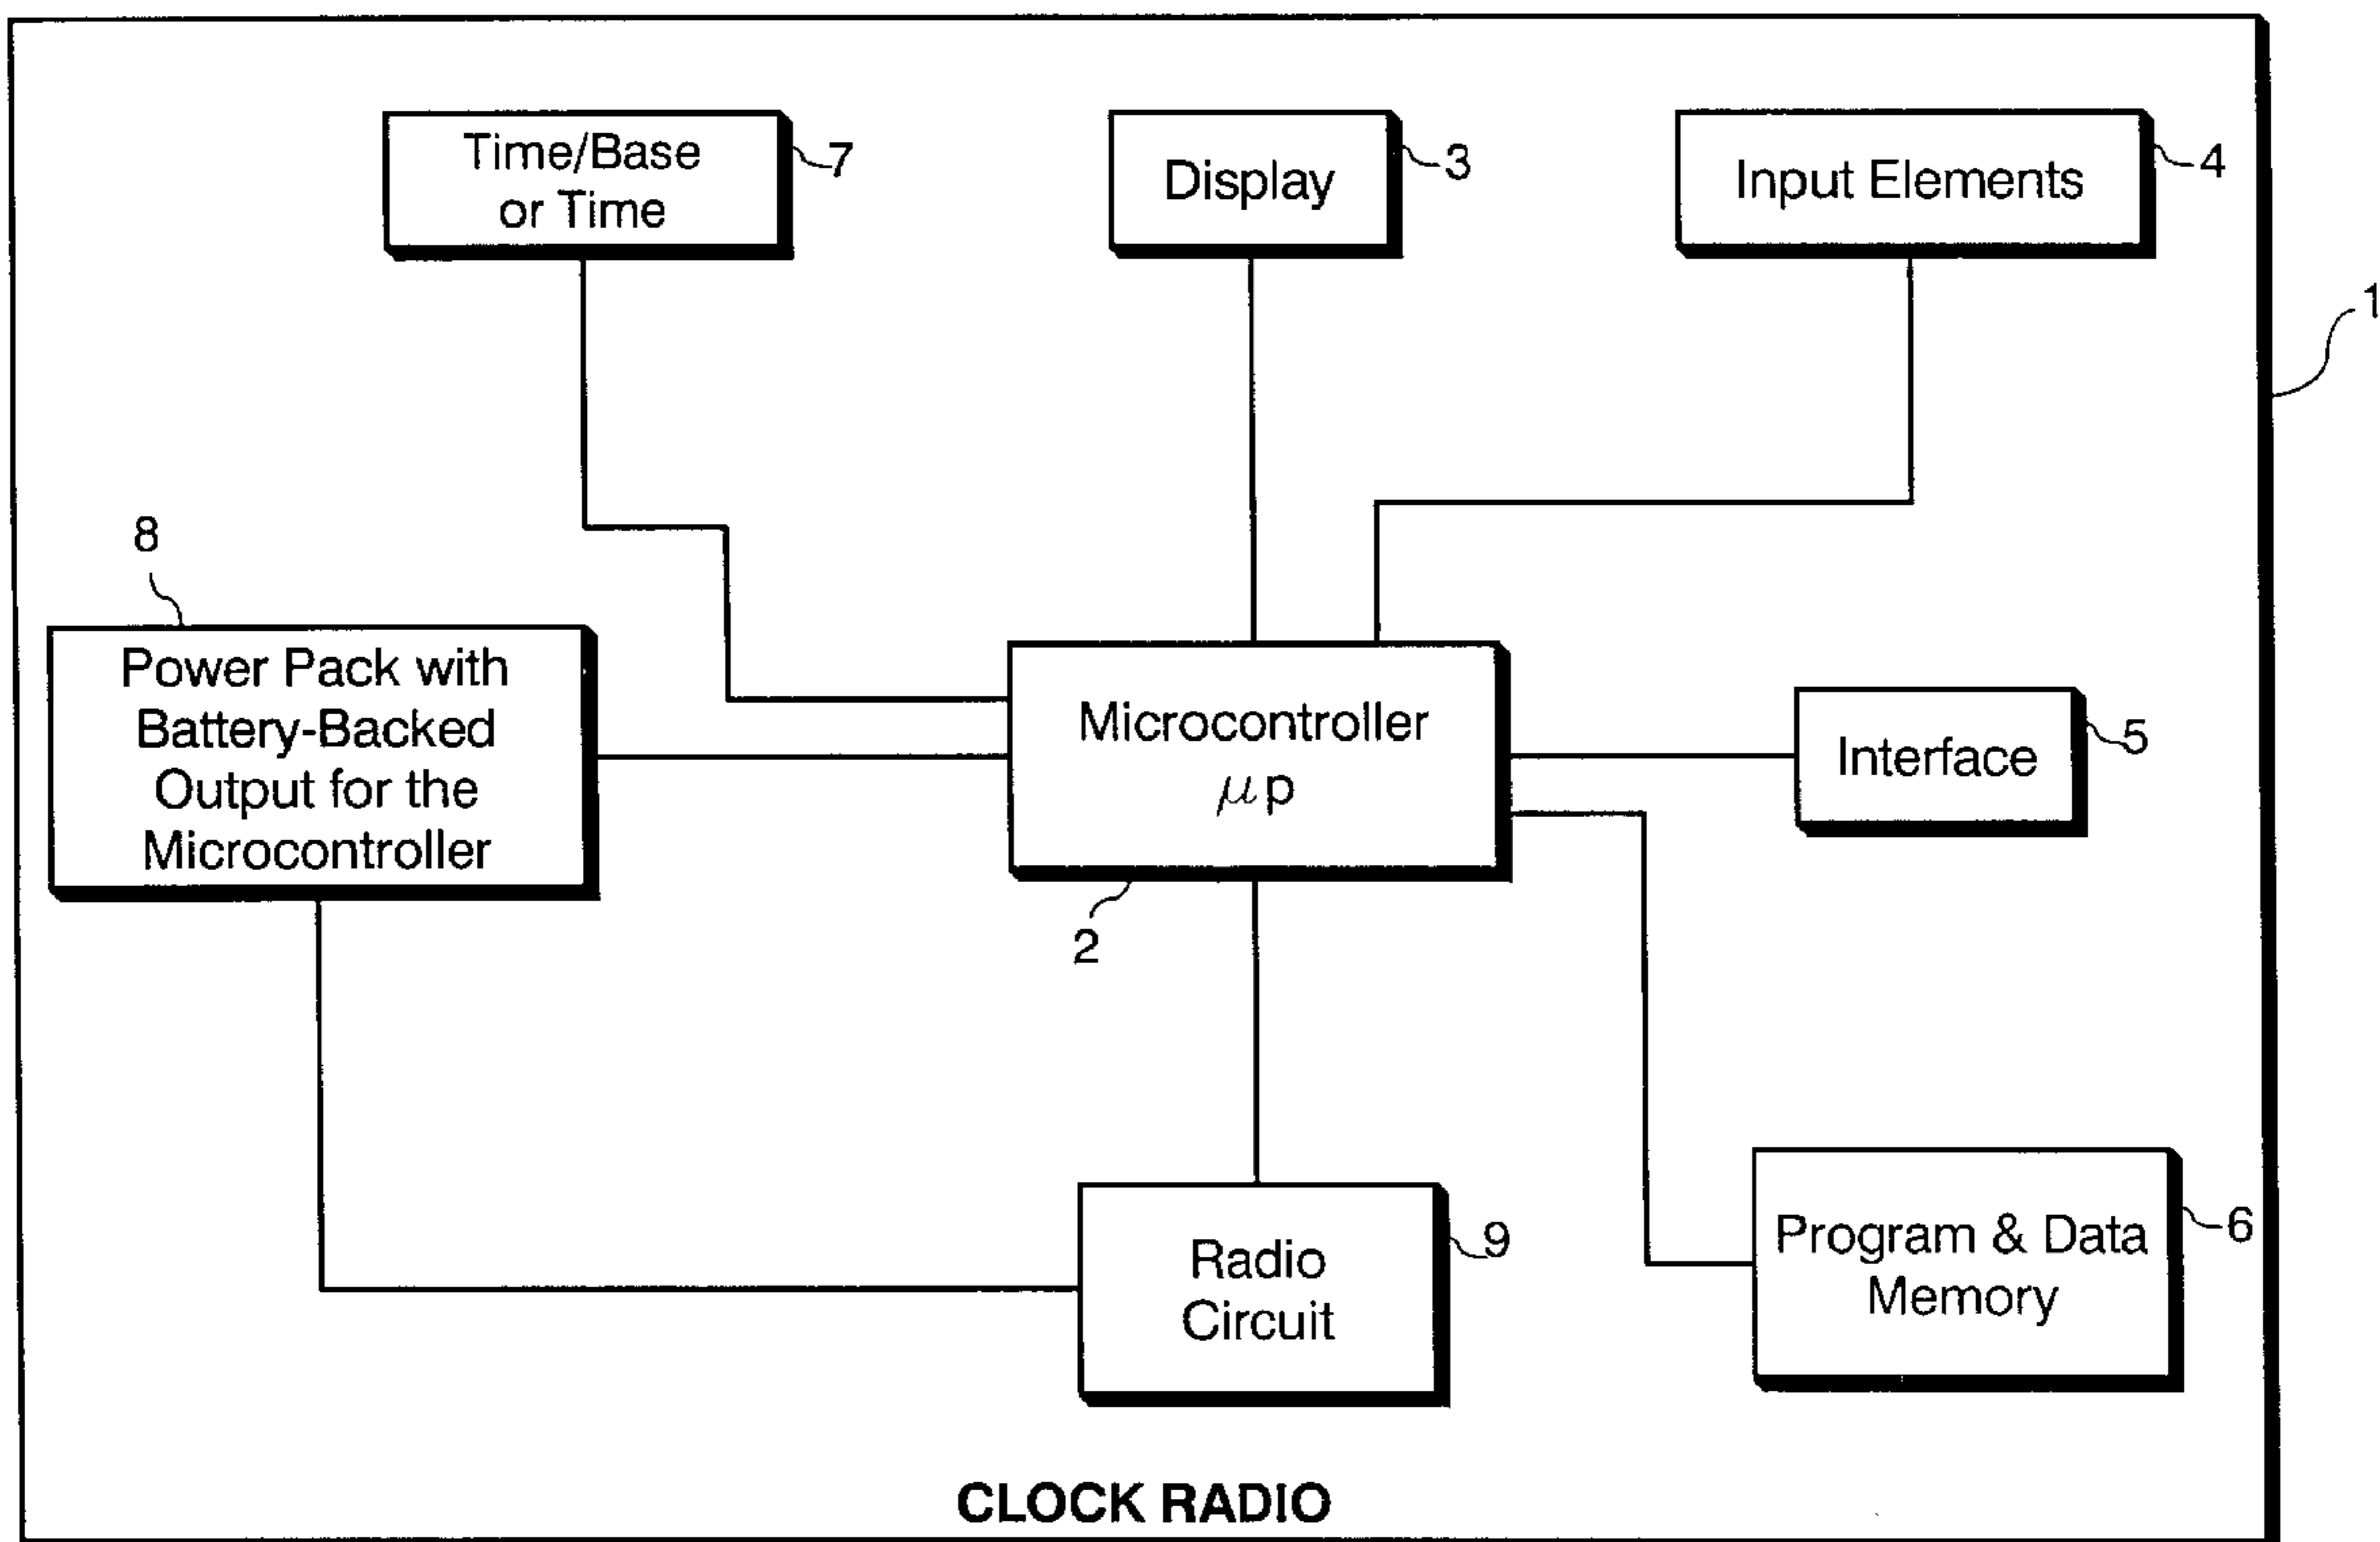 Time/Base
or Time
7
Display
3
Input Elements
4
1
8
Power Pack with
Battery-Backed
Output for the
Microcontroller
Microcontroller
μp
2
Interface
5
Radio
Circuit
9
Program & Data
Memory
6
CLOCK RADIO